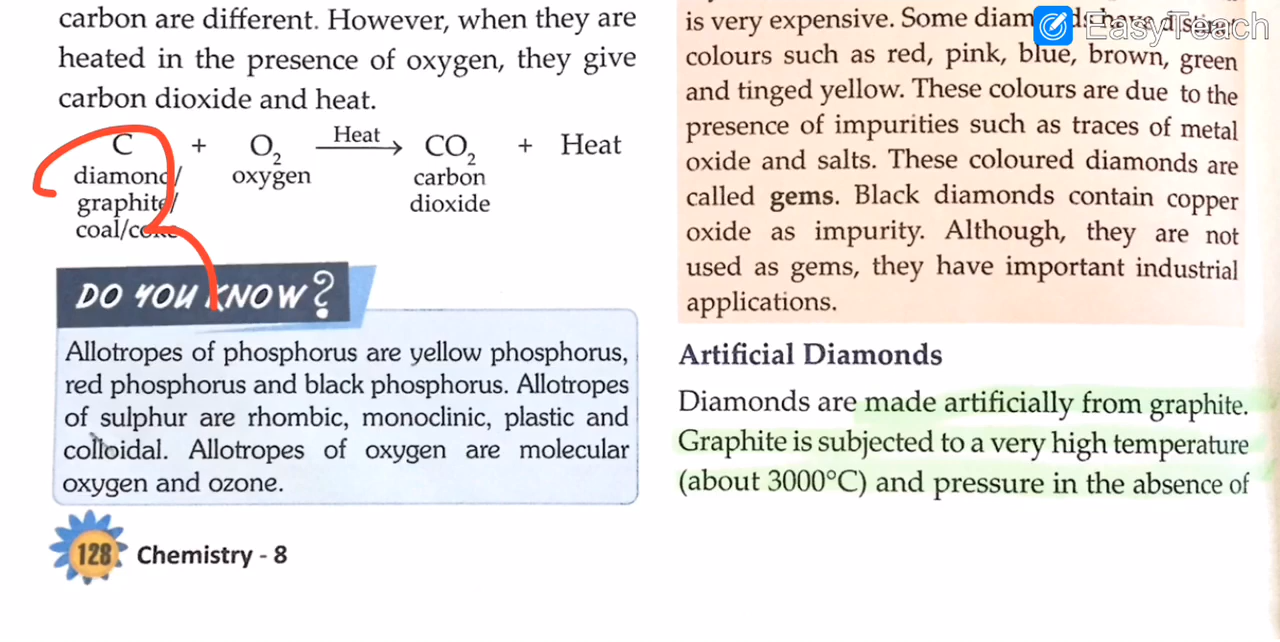 carbon are different. However, when they are
heated in the presence of oxygen, they give
carbon dioxide and heat.
C + O₂ Heat → CO₂ + Heat
diamond/ oxygen carbon
graphite/ dioxide
coal/coke
DO YOU KNOW?
Allotropes of phosphorus are yellow phosphorus,
red phosphorus and black phosphorus. Allotropes
of sulphur are rhombic, monoclinic, plastic and
colloidal. Allotropes of oxygen are molecular
oxygen and ozone.
128 Chemistry - 8
is very expensive. Some have
EasyTeach
colours such as red, pink, blue, brown, green
and tinged yellow. These colours are due to the
presence of impurities such as traces of metal
oxide and salts. These coloured diamonds are
called gems. Black diamonds contain copper
oxide as impurity. Although, they are not
used as gems, they have important industrial
applications.
Artificial Diamonds
Diamonds are made artificially from graphite.
Graphite is subjected to a very high temperature
(about 3000°C) and pressure in the absence of